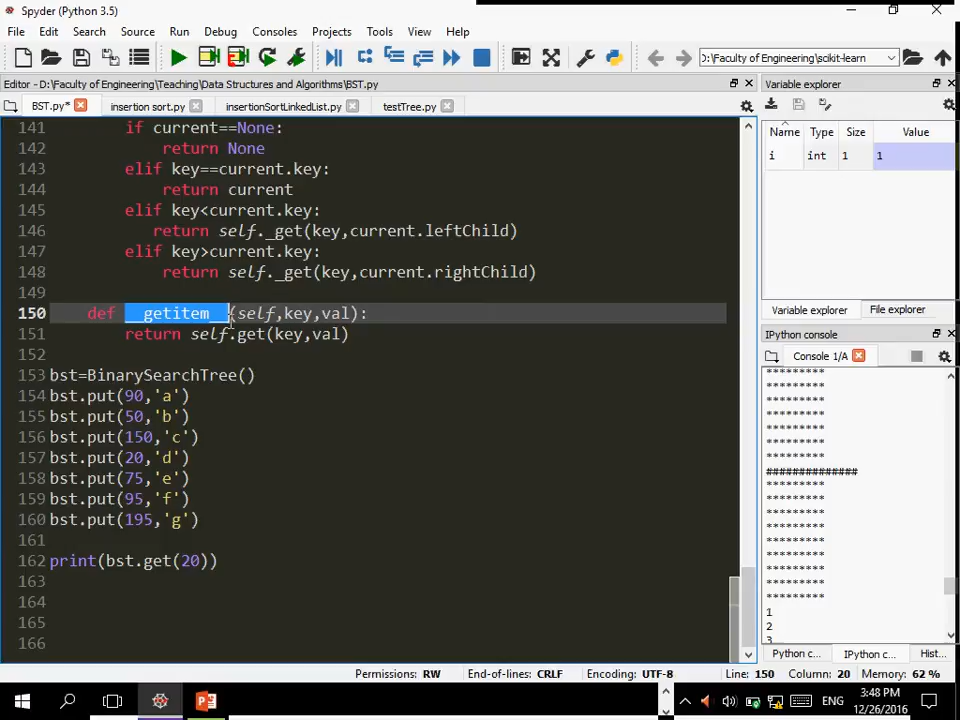 Spyder (Python 3.5)
File Edit Search Source Run Debug Consoles Projects Tools View Help
):\Faculty of Engineering\scikit-learn
Editor - D:\Faculty of Engineering\Teaching\Data Structures and Algorithms\BST.py
BST.py* insertion sort.py insertionSortLinkedList.py testTree.py
141 if current==None:
142 return None
143 elif key==current.key:
144 return current
145 elif key<current.key:
146 return self._get(key,current.leftChild)
147 elif key>current.key:
148 return self._get(key,current.rightChild)
149
150 def __getitem__(self,key,val):
151 return self.get(key,val)
152
153 bst=BinarySearchTree()
154 bst.put(90,'a')
155 bst.put(50,'b')
156 bst.put(150,'c')
157 bst.put(20,'d')
158 bst.put(75,'e')
159 bst.put(95,'f')
160 bst.put(195,'g')
161
162 print(bst.get(20))
163
164
165
166
Variable explorer
Name Type Size Value
i int 1 1
Variable explorer File explorer
IPython console
Console 1/A
*********
*********
*********
*********
*********
*********
*********
##############
*********
*********
*********
*********
*********
*********
*********
*********
*********
1
2
3
Python c... IPython c... Hist...
Permissions: RW End-of-lines: CRLF Encoding: UTF-8 Line: 150 Column: 20 Memory: 62 %
ENG
3:48 PM
12/26/2016